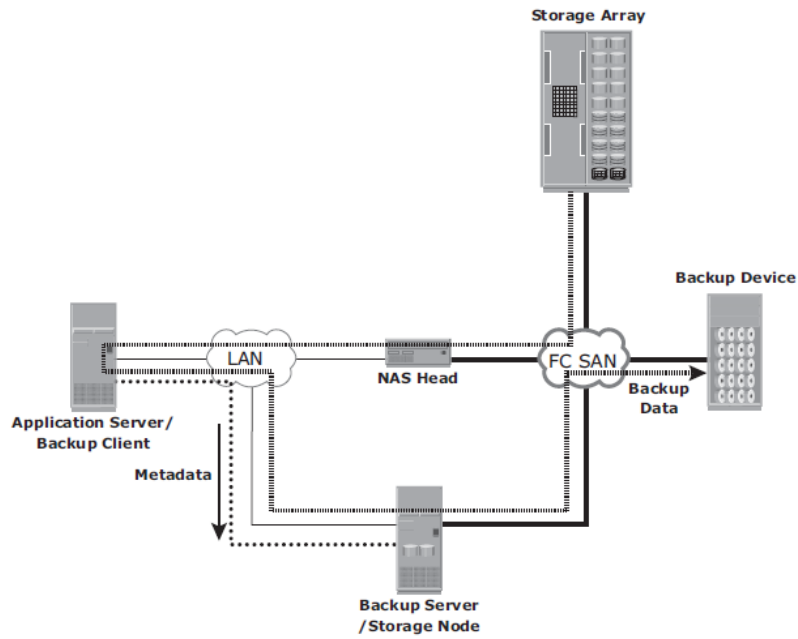 Storage Array
Backup Device
LAN
FC SAN
NAS Head
Backup
Data
Application Server/
Backup Client
Metadata
Backup Server
/Storage Node